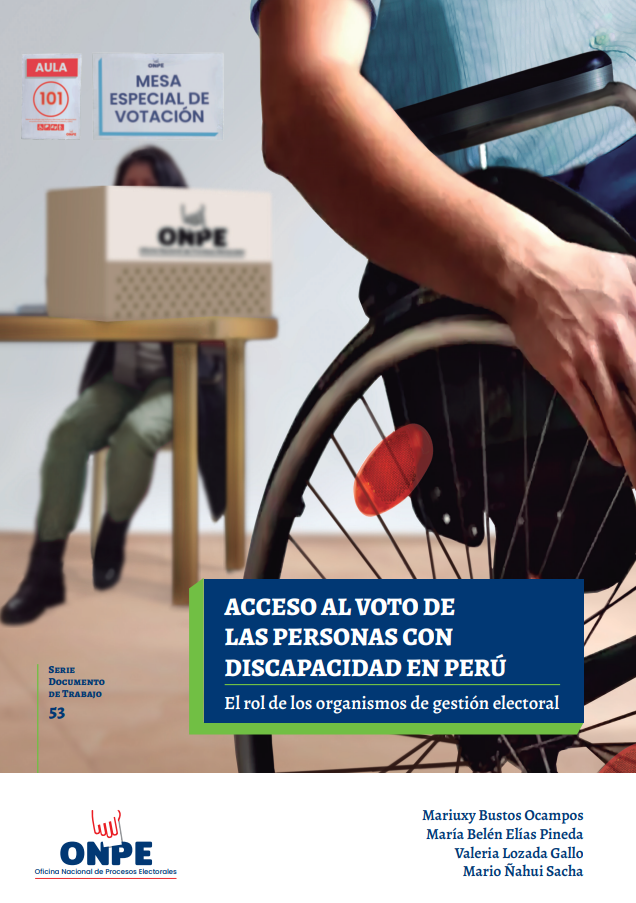 AULA
101
ONPE
MESA
ESPECIAL DE
VOTACIÓN
ONPE
ONPE
ACCESO AL VOTO DE
LAS PERSONAS CON
DISCAPACIDAD EN PERÚ
El rol de los organismos de gestión electoral
Serie
Documento
de Trabajo
53
ONPE
Oficina Nacional de Procesos Electorales
Mariuxy Bustos Ocampos
María Belén Elías Pineda
Valeria Lozada Gallo
Mario Ñahui Sacha